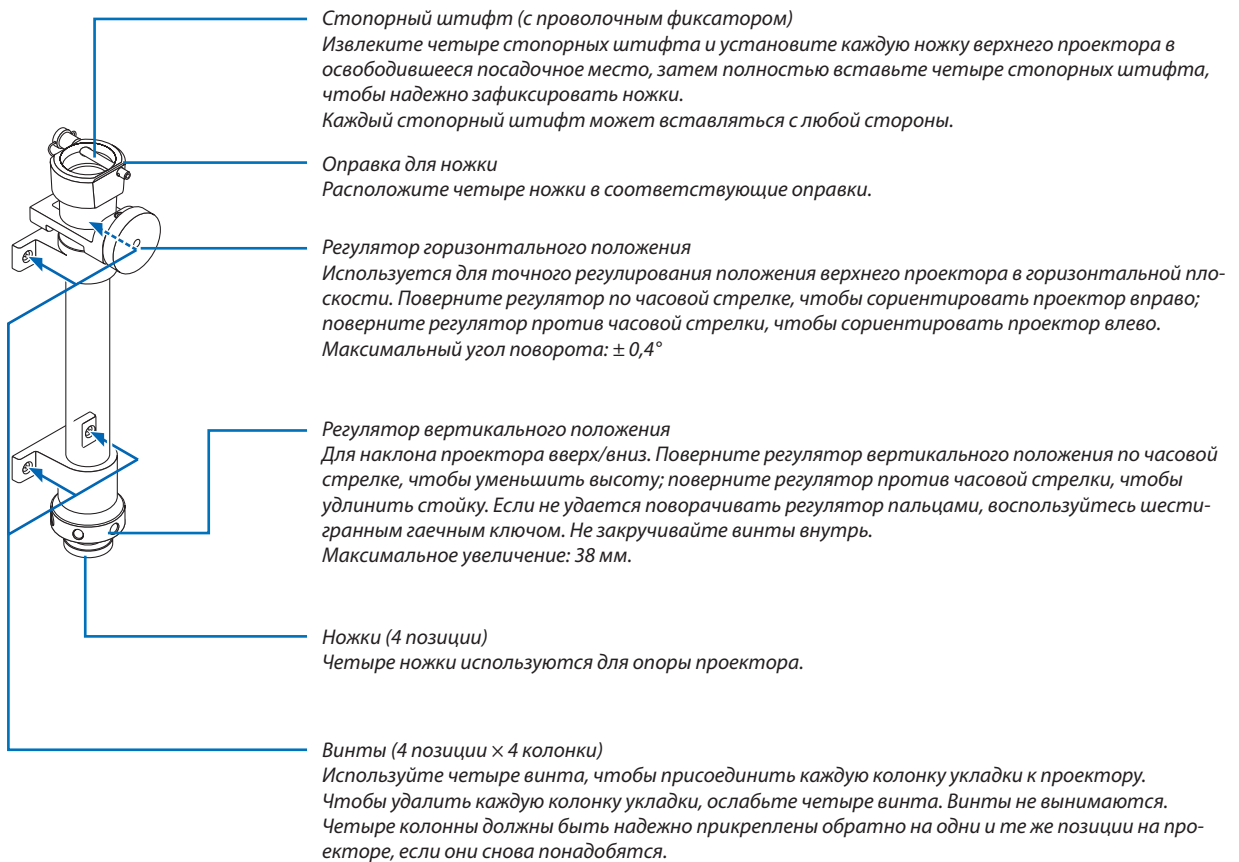 Стопорный штифт (с проволочным фиксатором)
Извлеките четыре стопорных штифта и установите каждую ножку верхнего проектора в
освободившееся посадочное место, затем полностью вставьте четыре стопорных штифта,
чтобы надежно зафиксировать ножки.
Каждый стопорный штифт может вставляться с любой стороны.
Оправка для ножки
Расположите четыре ножки в соответствующие оправки.
Регулятор горизонтального положения
Используется для точного регулирования положения верхнего проектора в горизонтальной пло-
скости. Поверните регулятор по часовой стрелке, чтобы сориентировать проектор вправо;
поверните регулятор против часовой стрелки, чтобы сориентировать проектор влево.
Максимальный угол поворота: ± 0,4°
Регулятор вертикального положения
Для наклона проектора вверх/вниз. Поверните регулятор вертикального положения по часовой
стрелке, чтобы уменьшить высоту; поверните регулятор против часовой стрелки, чтобы
удлинить стойку. Если не удается поворачивать регулятор пальцами, воспользуйтесь шести-
гранным гаечным ключом. Не закручивайте винты внутрь.
Максимальное увеличение: 38 мм.
Ножки (4 позиции)
Четыре ножки используются для опоры проектора.
Винты (4 позиции × 4 колонки)
Используйте четыре винта, чтобы присоединить каждую колонку укладки к проектору.
Чтобы удалить каждую колонку укладки, ослабьте четыре винта. Винты не вынимаются.
Четыре колонны должны быть надежно прикреплены обратно на одни и те же позиции на про-
екторе, если они снова понадобятся.